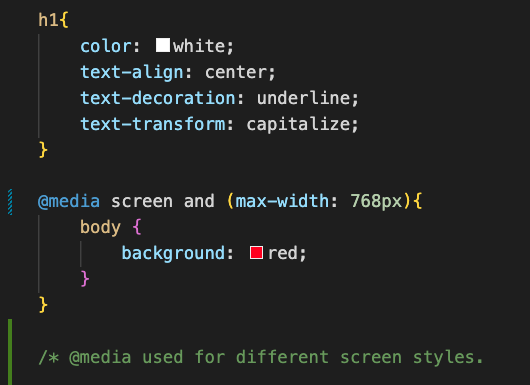 h1{
color: white;
text-align: center;
text-decoration: underline;
text-transform: capitalize;
}
@media screen and (max-width: 768px){
body {
background: red;
}
}
/* @media used for different screen styles.